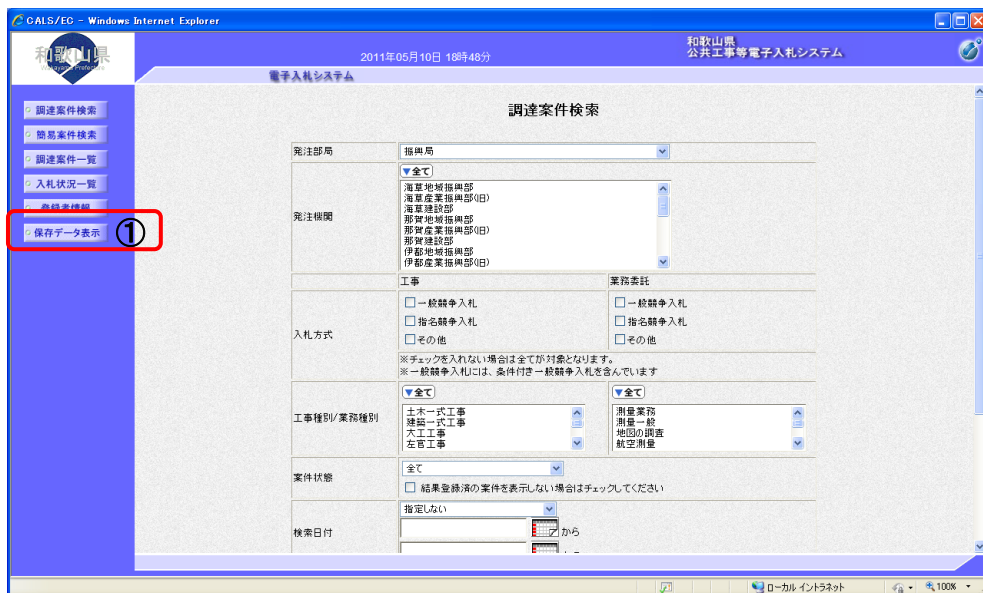 CALS/EC - Windows Internet Explorer
和歌山県
Wakayama Prefecture
2011年05月10日 18時48分
和歌山県
公共工事等電子入札システム
電子入札システム
調達案件検索
簡易案件検索
調達案件一覧
入札状況一覧
登録者情報
保存データ表示
①
調達案件検索
発注部局
振興局
発注機関
▼全て
海草地域振興部
海草産業振興部(旧)
海草建設部
那賀地域振興部
那賀産業振興部(旧)
那賀建設部
伊都地域振興部
伊都産業振興部(旧)
工事 業務委託
入札方式
一般競争入札 一般競争入札
指名競争入札 指名競争入札
その他 その他
※チェックを入れない場合は全てが対象となります。
※一般競争入札には、条件付き一般競争入札を含んでいます
工事種別/業務種別
▼全て ▼全て
土木一式工事 測量業務
建築一式工事 測量一般
大工工事 地図の調査
左官工事 航空測量
案件状態
全て
結果登録済の案件を表示しない場合はチェックしてください
検索日付
指定しない
から
ローカル イントラネット
100%